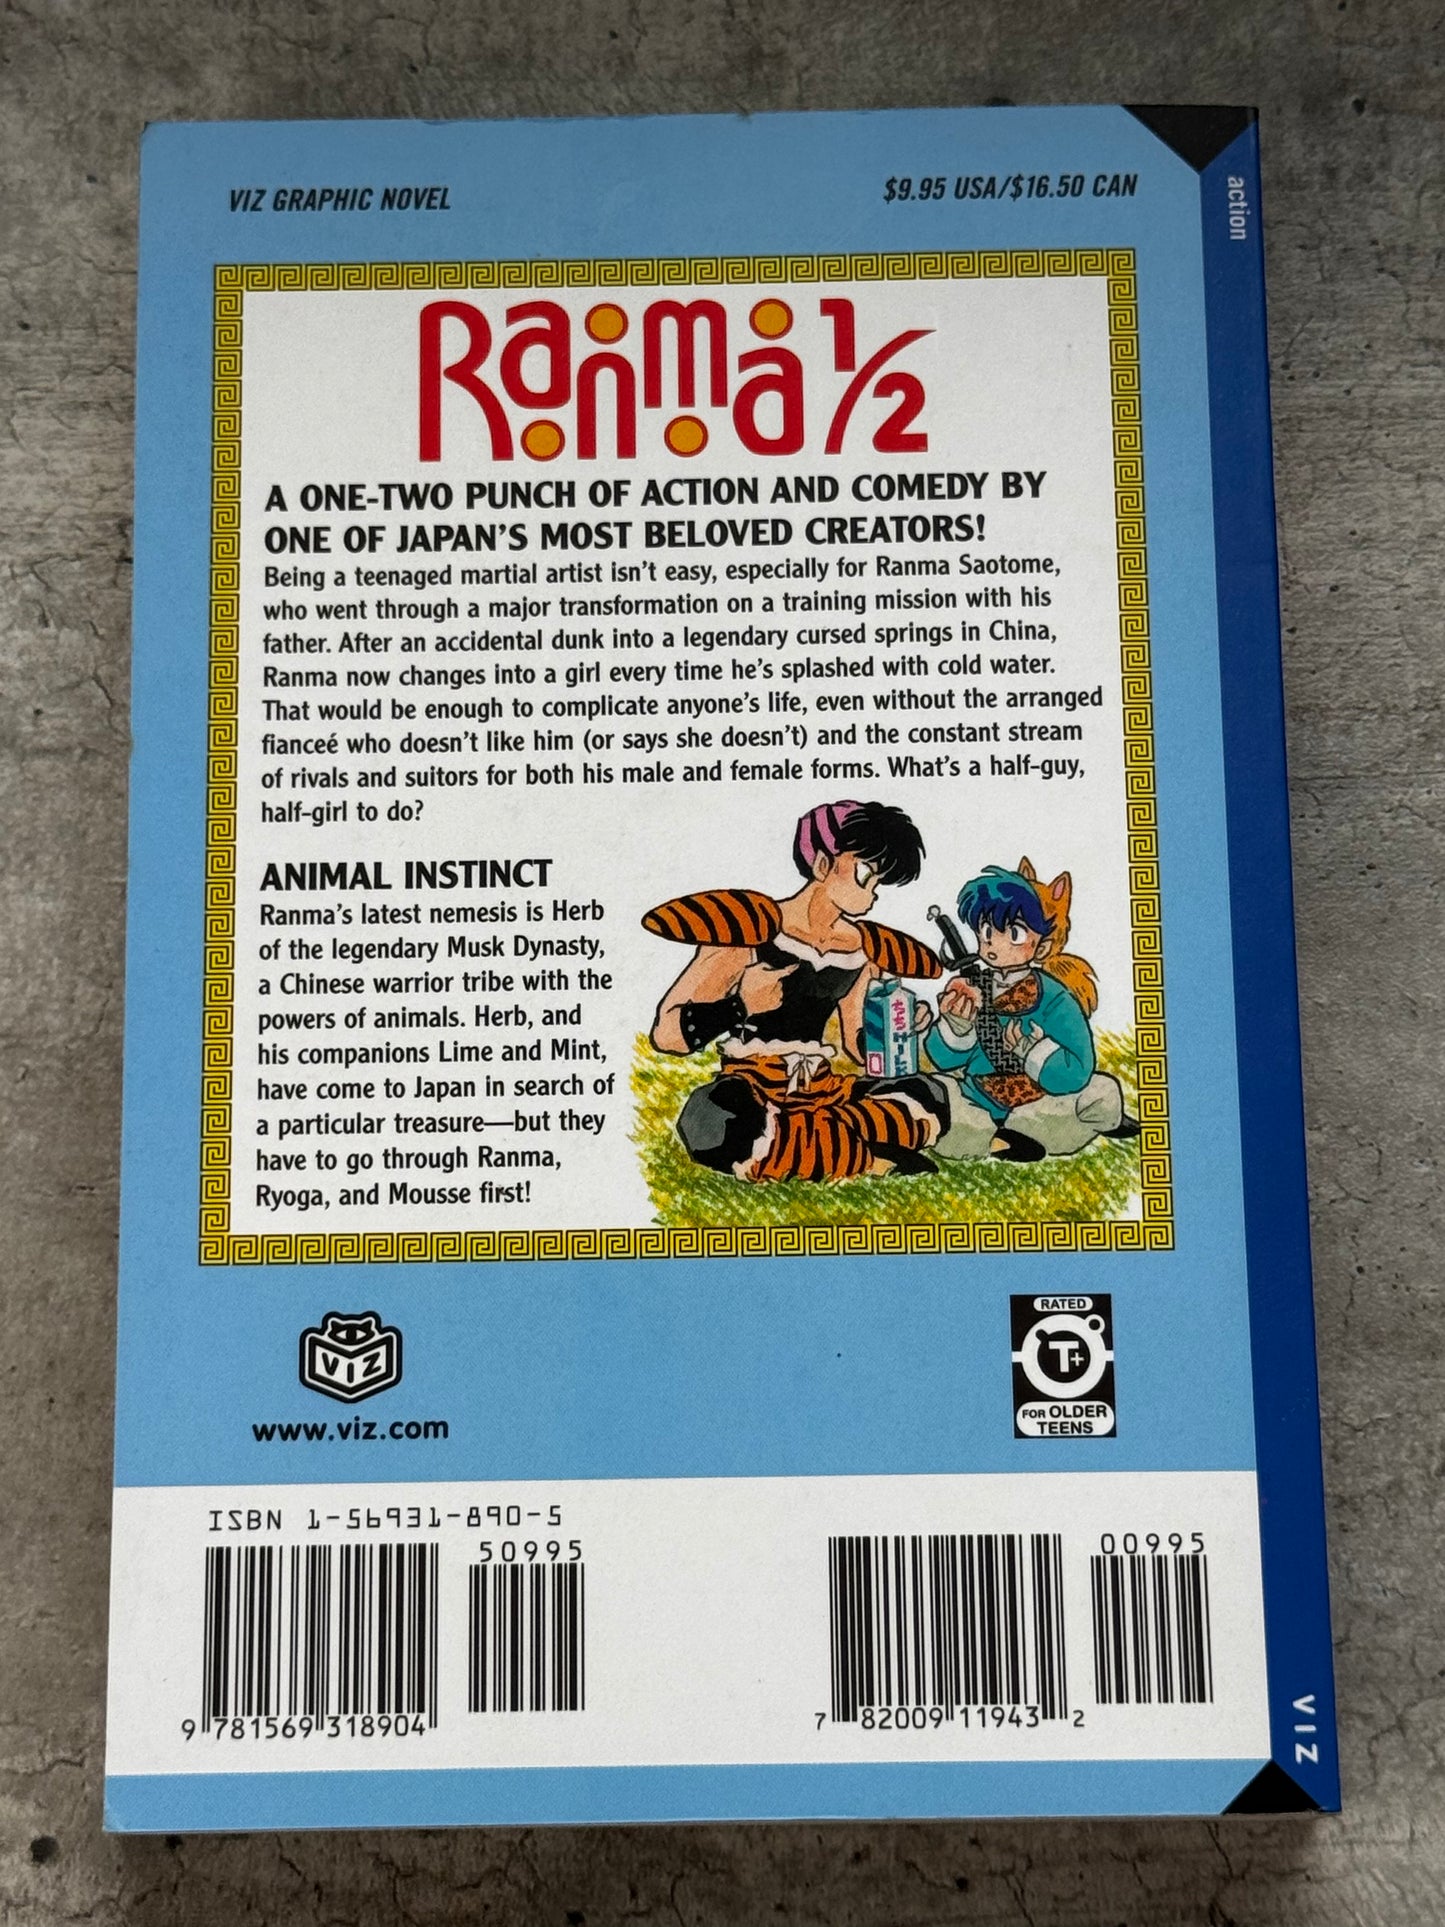 VIZ GRAPHIC NOVEL
$9.95 USA/$16.50 CAN
action
Ranma 1/2
A ONE-TWO PUNCH OF ACTION AND COMEDY BY
ONE OF JAPAN'S MOST BELOVED CREATORS!
Being a teenaged martial artist isn't easy, especially for Ranma Saotome,
who went through a major transformation on a training mission with his
father. After an accidental dunk into a legendary cursed springs in China,
Ranma now changes into a girl every time he's splashed with cold water.
That would be enough to complicate anyone's life, even without the arranged
fianceé who doesn't like him (or says she doesn't) and the constant stream
of rivals and suitors for both his male and female forms. What's a half-guy,
half-girl to do?
ANIMAL INSTINCT
Ranma's latest nemesis is Herb
of the legendary Musk Dynasty,
a Chinese warrior tribe with the
powers of animals. Herb, and
his companions Lime and Mint,
have come to Japan in search of
a particular treasure—but they
have to go through Ranma,
Ryoga, and Mousse first!
VIZ
www.viz.com
RATED
T+
FOR OLDER
TEENS
ISBN 1-56931-890-5
50995
9 781569 318904
00995
7 82009 11943 2
VIZ